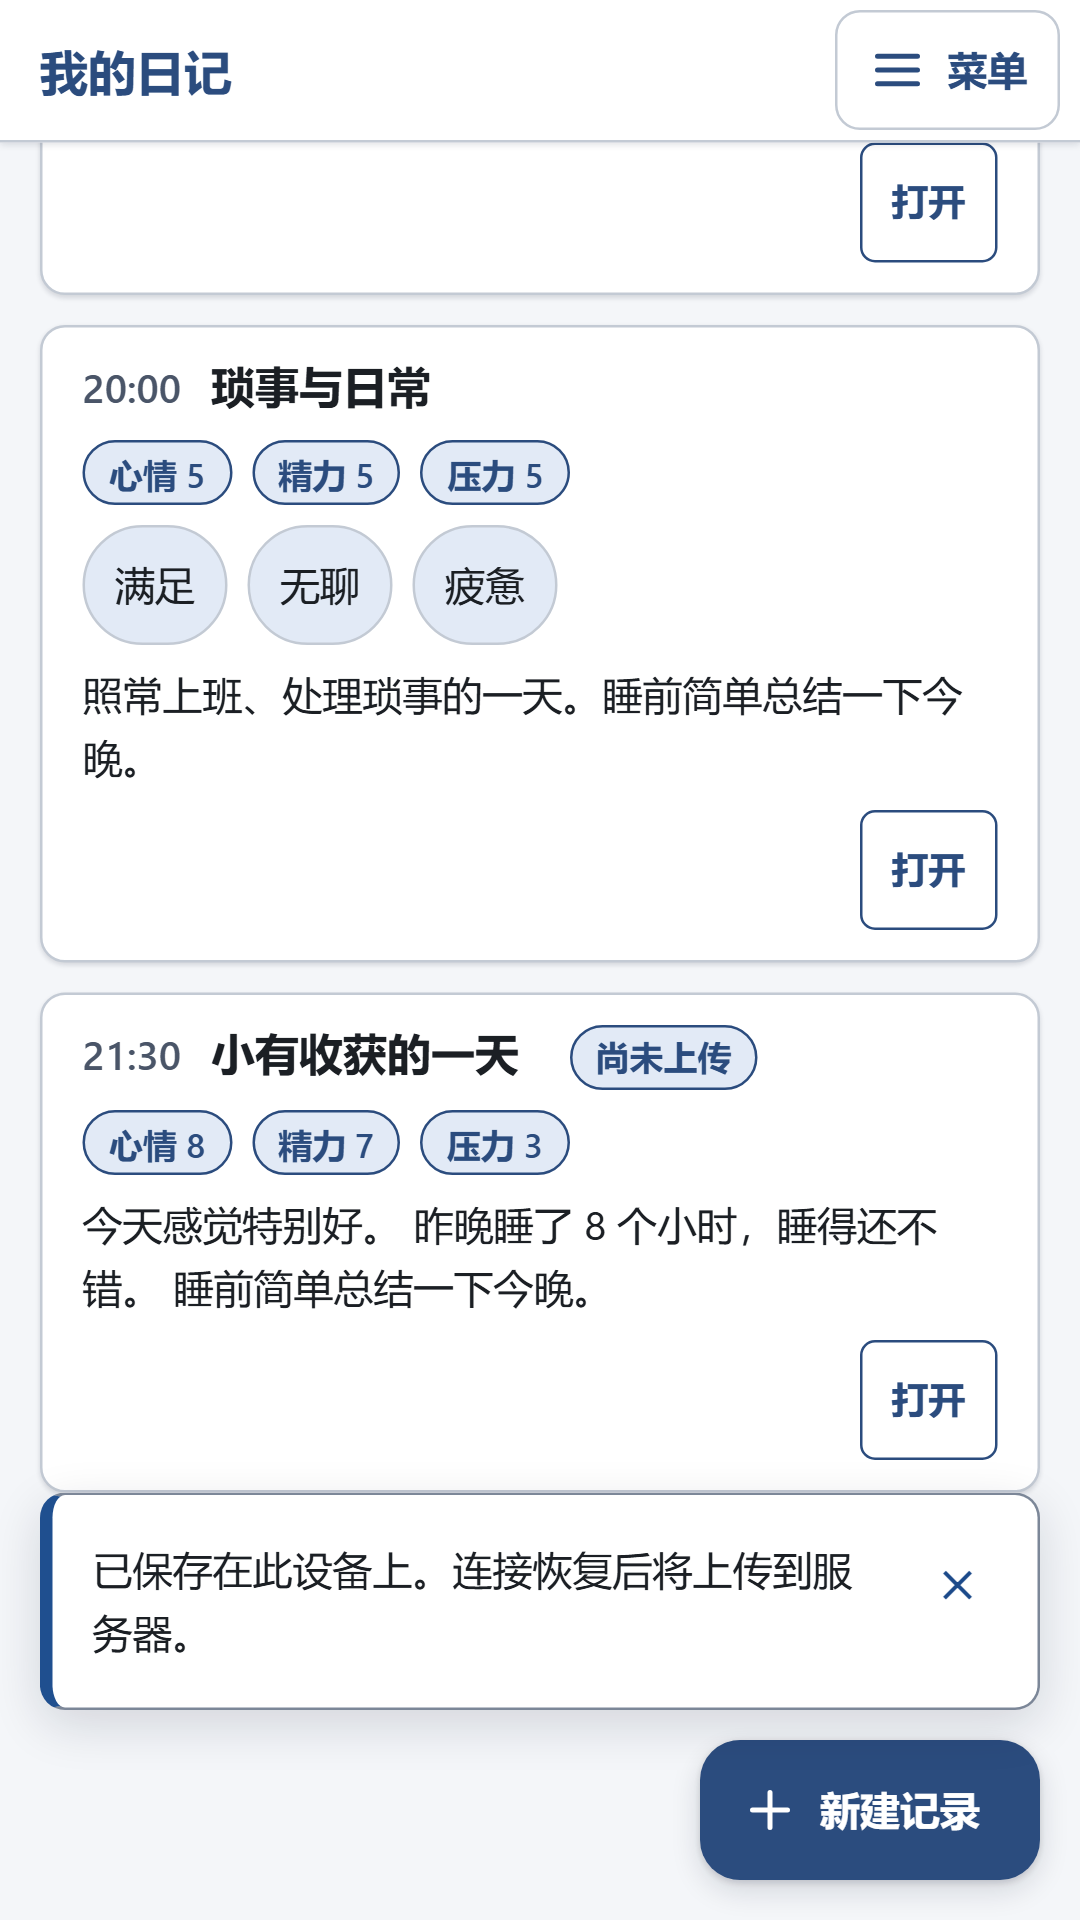 我的日记
菜单
打开
20:00 琐事与日常
心情 5 精力 5 压力 5
满足 无聊 疲惫
照常上班、处理琐事的一天。睡前简单总结一下今
晚。
打开
21:30 小有收获的一天 尚未上传
心情 8 精力 7 压力 3
今天感觉特别好。 昨晚睡了 8 个小时，睡得还不
错。 睡前简单总结一下今晚。
打开
已保存在此设备上。连接恢复后将上传到服
务器。
新建记录